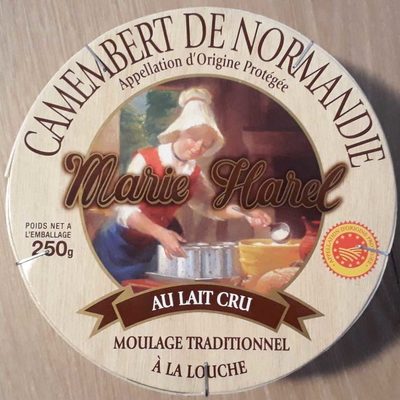 CAMEMBERT DE NORMANDIE
Appellation d'Origine Protégée
Marie Harel
POIDS NET A
L'EMBALLAGE
250g
AU LAIT CRU
MOULAGE TRADITIONNEL
À LA LOUCHE